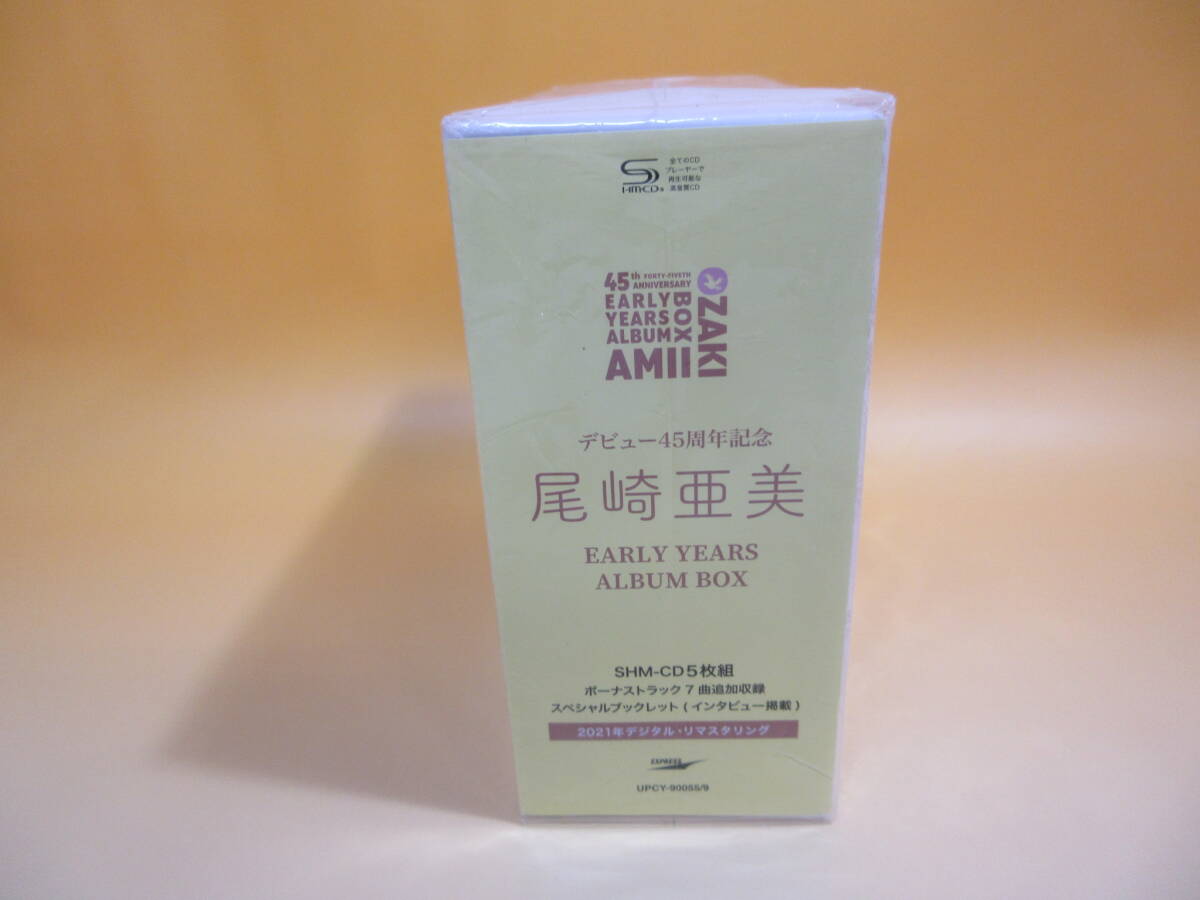 HMCDs
全てのCD
プレーヤーで
再生可能な
高音質CD
45th FORTY-FIVETH
ANNIVERSARY
EARLY
YEARS
ALBUM
BOX
AMII
OZAKI
デビュー45周年記念
尾崎亜美
EARLY YEARS
ALBUM BOX
SHM-CD5枚組
ボーナストラック 7 曲追加収録
スペシャルブックレット ( インタビュー掲載 )
2021年デジタル・リマスタリング
EXPRESS
UPCY-90055/9